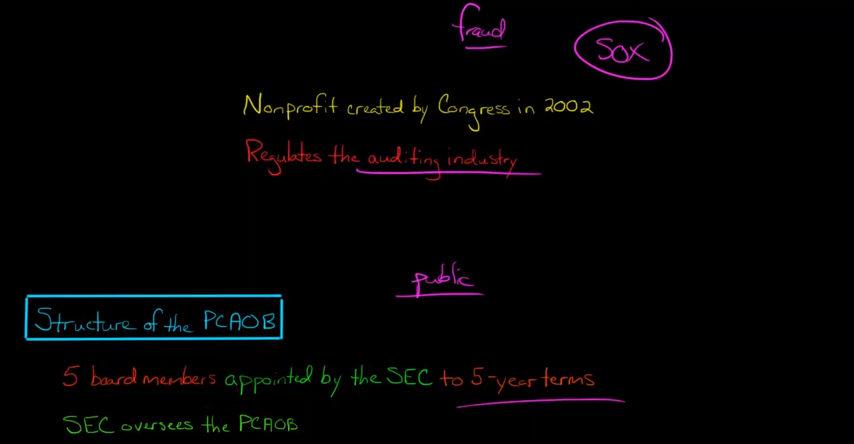 fraud
SOX
Nonprofit created by Congress in 2002
Regulates the auditing industry
public
Structure of the PCAOB
5 board members appointed by the SEC to 5-year terms
SEC oversees the PCAOB